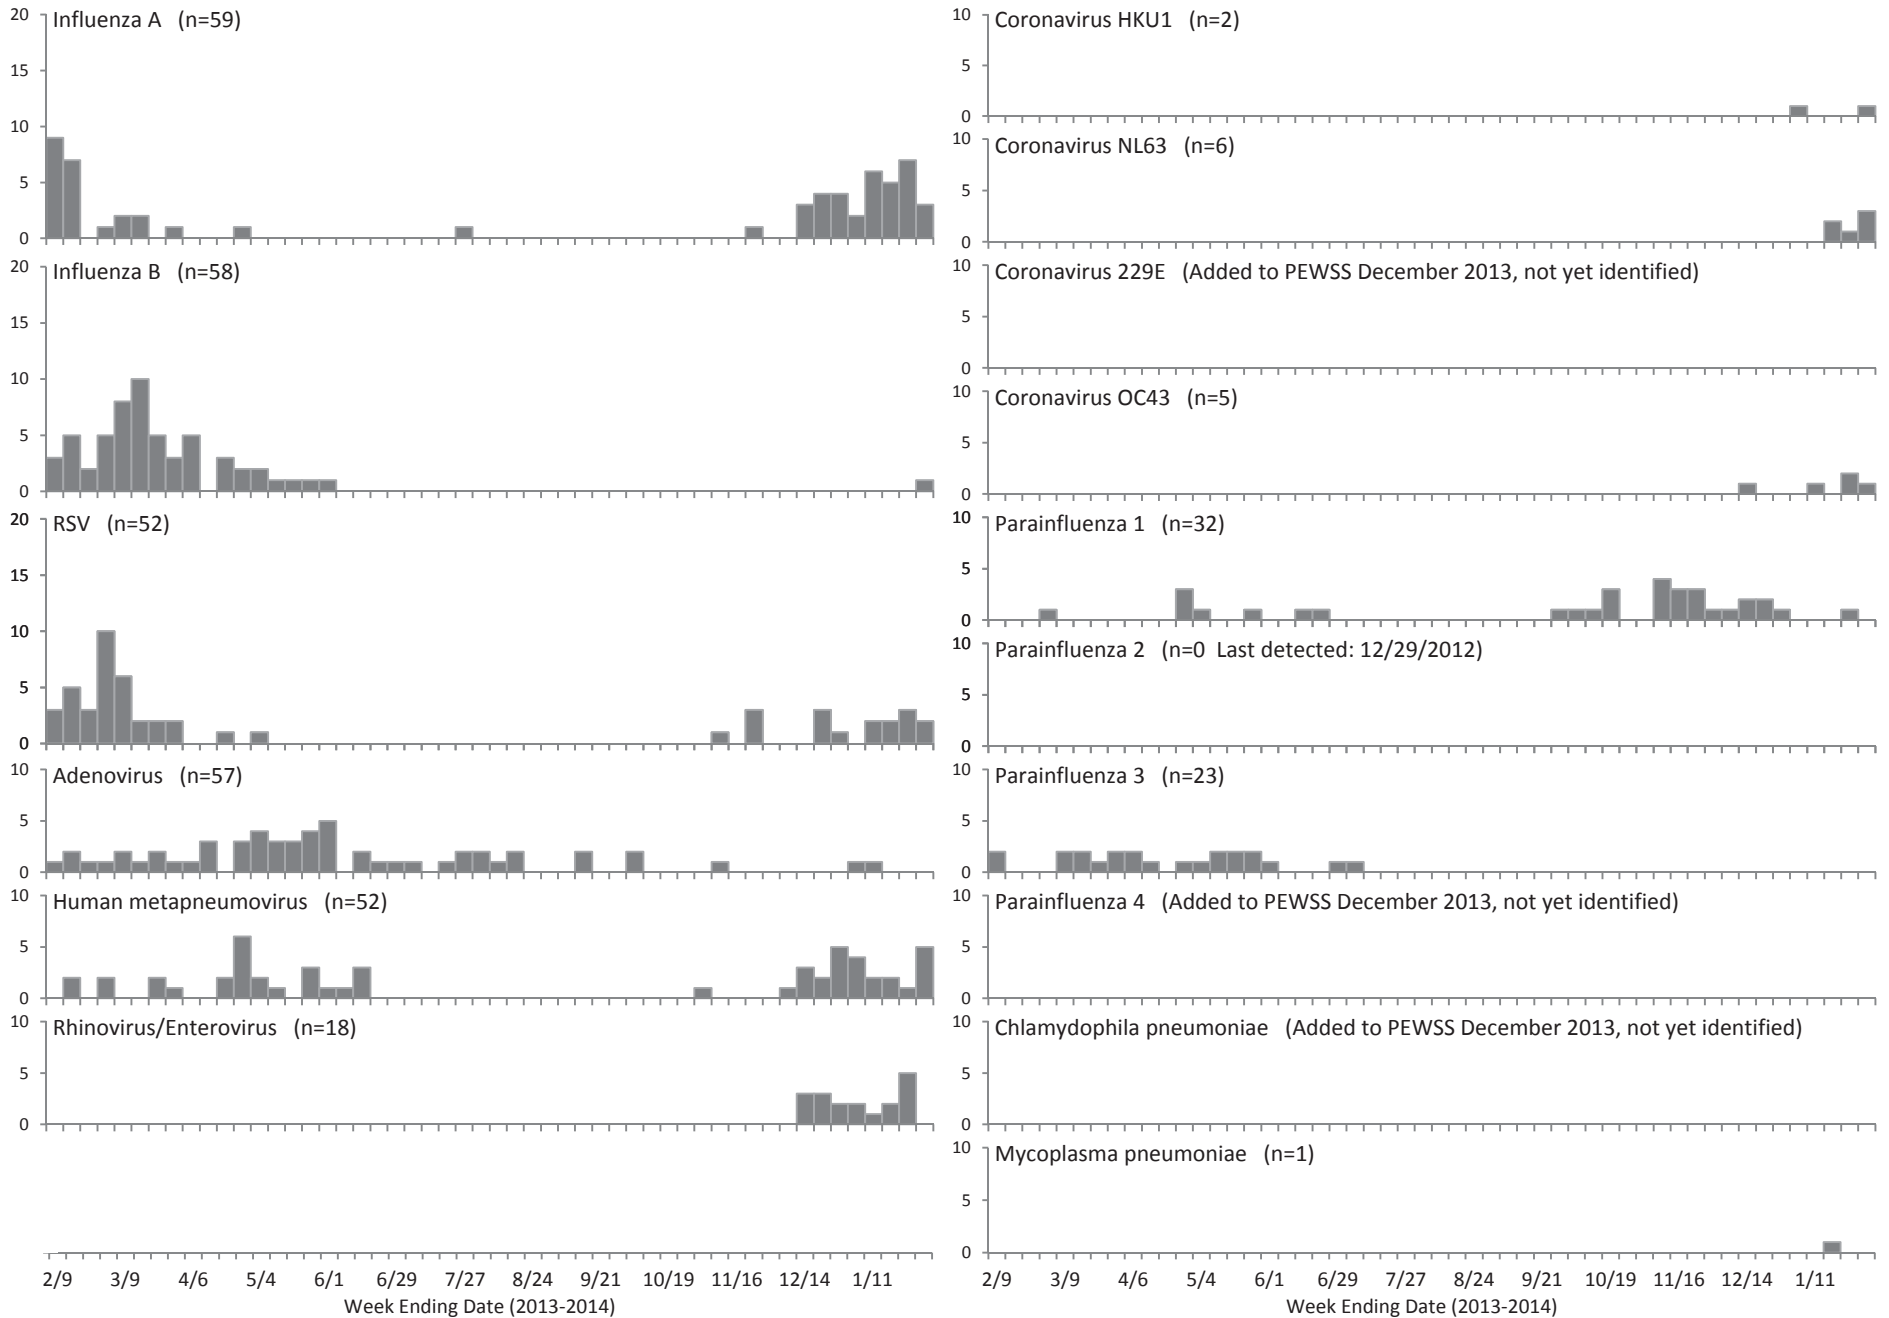 Influenza A (n=59)
20
15
10
5
0
Influenza B (n=58)
20
15
10
5
0
RSV (n=52)
20
15
10
5
0
Adenovirus (n=57)
10
5
0
Human metapneumovirus (n=52)
10
5
0
Rhinovirus/Enterovirus (n=18)
10
5
0
2/9 3/9 4/6 5/4 6/1 6/29 7/27 8/24 9/21 10/19 11/16 12/14 1/11
Week Ending Date (2013-2014)
Coronavirus HKU1 (n=2)
10
5
0
Coronavirus NL63 (n=6)
10
5
0
Coronavirus 229E (Added to PEWSS December 2013, not yet identified)
10
5
0
Coronavirus OC43 (n=5)
10
5
0
Parainfluenza 1 (n=32)
10
5
0
Parainfluenza 2 (n=0 Last detected: 12/29/2012)
10
5
0
Parainfluenza 3 (n=23)
10
5
0
Parainfluenza 4 (Added to PEWSS December 2013, not yet identified)
10
5
0
Chlamydophila pneumoniae (Added to PEWSS December 2013, not yet identified)
10
5
0
Mycoplasma pneumoniae (n=1)
10
5
0
2/9 3/9 4/6 5/4 6/1 6/29 7/27 8/24 9/21 10/19 11/16 12/14 1/11
Week Ending Date (2013-2014)